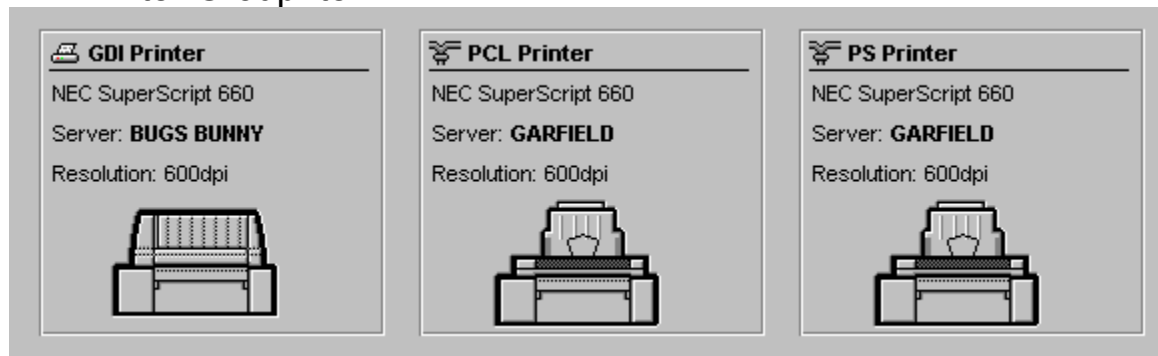 GDI Printer
NEC SuperScript 660
Server: BUGS BUNNY
Resolution: 600dpi
PCL Printer
NEC SuperScript 660
Server: GARFIELD
Resolution: 600dpi
PS Printer
NEC SuperScript 660
Server: GARFIELD
Resolution: 600dpi